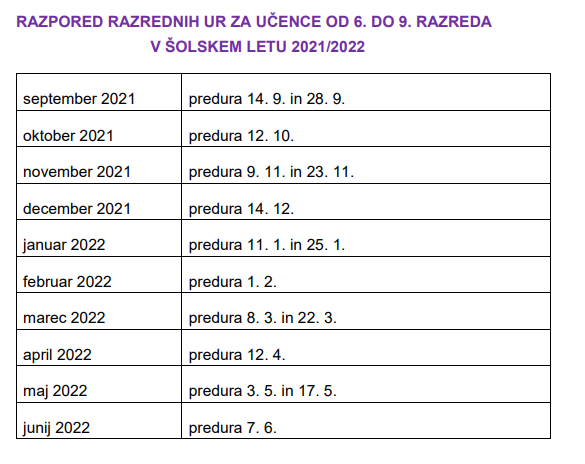 RAZPORED RAZREDNIH UR ZA UČENCE OD 6. DO 9. RAZREDA
V ŠOLSKEM LETU 2021/2022
september 2021 predura 14. 9. in 28. 9.
oktober 2021 predura 12. 10.
november 2021 predura 9. 11. in 23. 11.
december 2021 predura 14. 12.
januar 2022 predura 11. 1. in 25. 1.
februar 2022 predura 1. 2.
marec 2022 predura 8. 3. in 22. 3.
april 2022 predura 12. 4.
maj 2022 predura 3. 5. in 17. 5.
junij 2022 predura 7. 6.